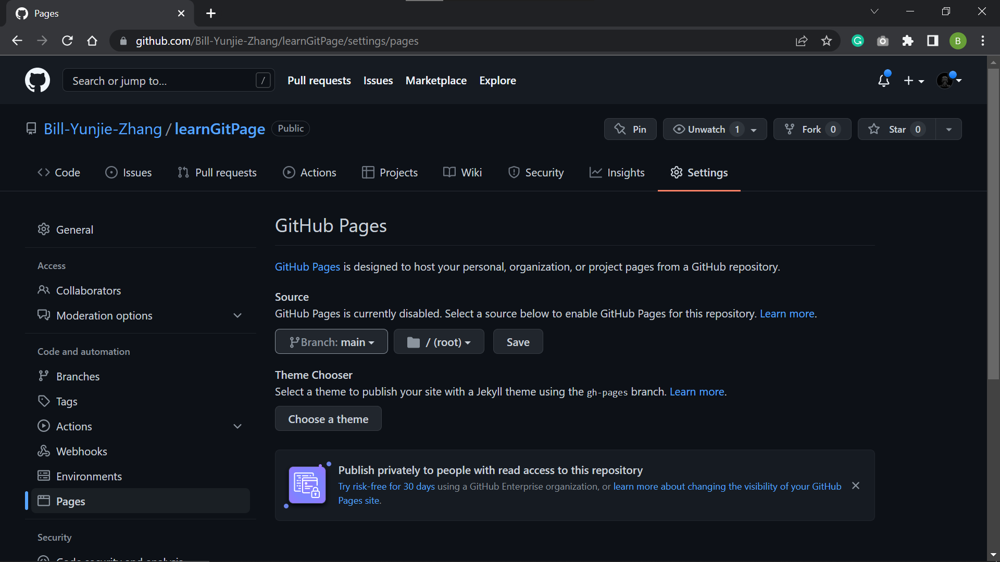 Pages
github.com/Bill-Yunjie-Zhang/learnGitPage/settings/pages
B
Search or jump to... /
Pull requests Issues Marketplace Explore
Bill-Yunjie-Zhang / learnGitPage Public
Pin Unwatch 1 Fork 0 Star 0
Code Issues Pull requests Actions Projects Wiki Security Insights Settings
General
Access
Collaborators
Moderation options
Code and automation
Branches
Tags
Actions
Webhooks
Environments
Pages
Security
Code security and analysis
GitHub Pages
GitHub Pages is designed to host your personal, organization, or project pages from a GitHub repository.
Source
GitHub Pages is currently disabled. Select a source below to enable GitHub Pages for this repository. Learn more.
Branch: main / (root) Save
Theme Chooser
Select a theme to publish your site with a Jekyll theme using the gh-pages branch. Learn more.
Choose a theme
Publish privately to people with read access to this repository
Try risk-free for 30 days using a GitHub Enterprise organization, or learn more about changing the visibility of your GitHub
Pages site.